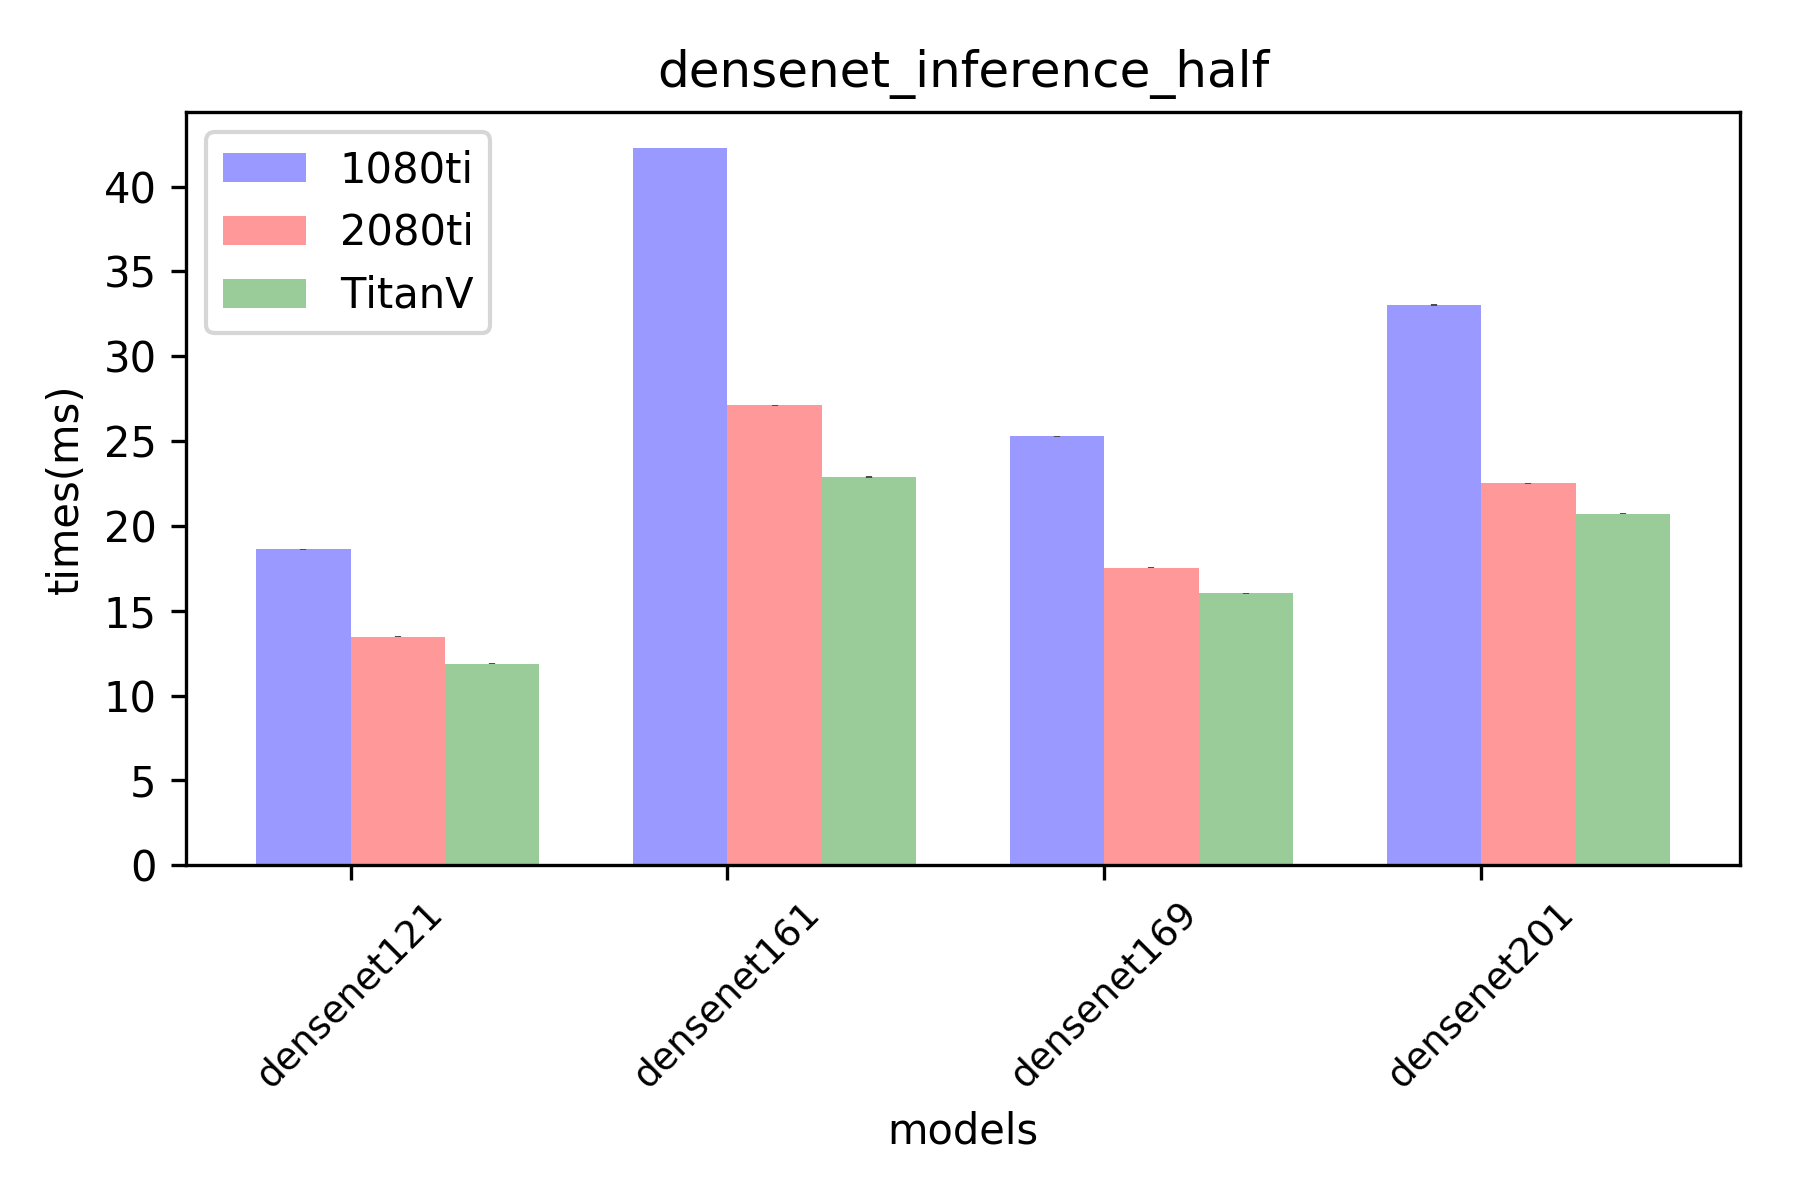 densenet_inference_half
1080ti
2080ti
TitanV
times(ms)
40
35
30
25
20
15
10
5
0
densenet121
densenet161
densenet169
densenet201
models